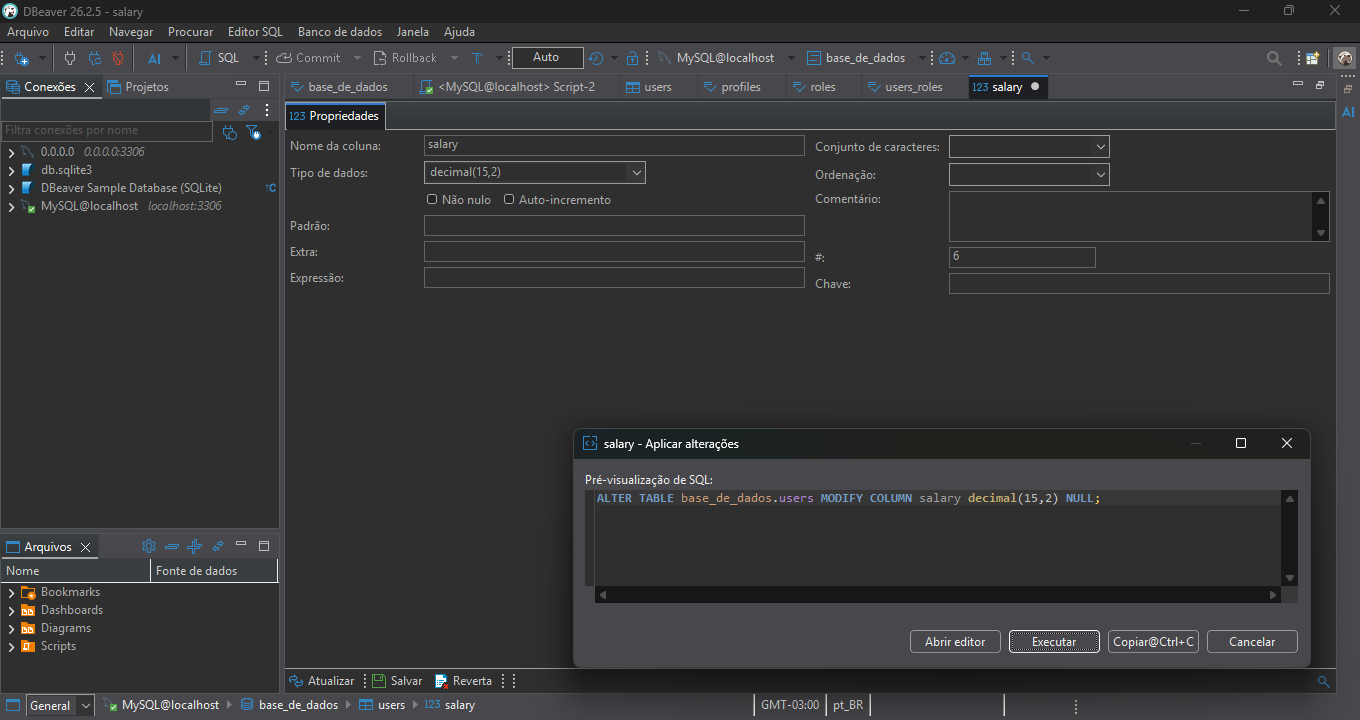 DBeaver 26.2.5 - salary
Arquivo Editar Navegar Procurar Editor SQL Banco de dados Janela Ajuda
AI SQL Commit Rollback T Auto MySQL@localhost base_de_dados
Conexões Projetos
base_de_dados <MySQL@localhost> Script-2 users profiles roles users_roles 123 salary
AI
Filtra conexões por nome
0.0.0.0 0.0.0.0:3306
db.sqlite3
DBeaver Sample Database (SQLite)
MySQL@localhost localhost:3306
123 Propriedades
Nome da coluna: salary
Tipo de dados: decimal(15,2)
Não nulo Auto-incremento
Padrão:
Extra:
Expressão:
Conjunto de caracteres:
Ordenação:
Comentário:
#: 6
Chave:
salary - Aplicar alterações
Pré-visualização de SQL:
ALTER TABLE base_de_dados.users MODIFY COLUMN salary decimal(15,2) NULL;
Abrir editor Executar Copiar@Ctrl+C Cancelar
Arquivos
Nome Fonte de dados
Bookmarks
Dashboards
Diagrams
Scripts
Atualizar Salvar Reverta
General MySQL@localhost base_de_dados users 123 salary GMT-03:00 pt_BR